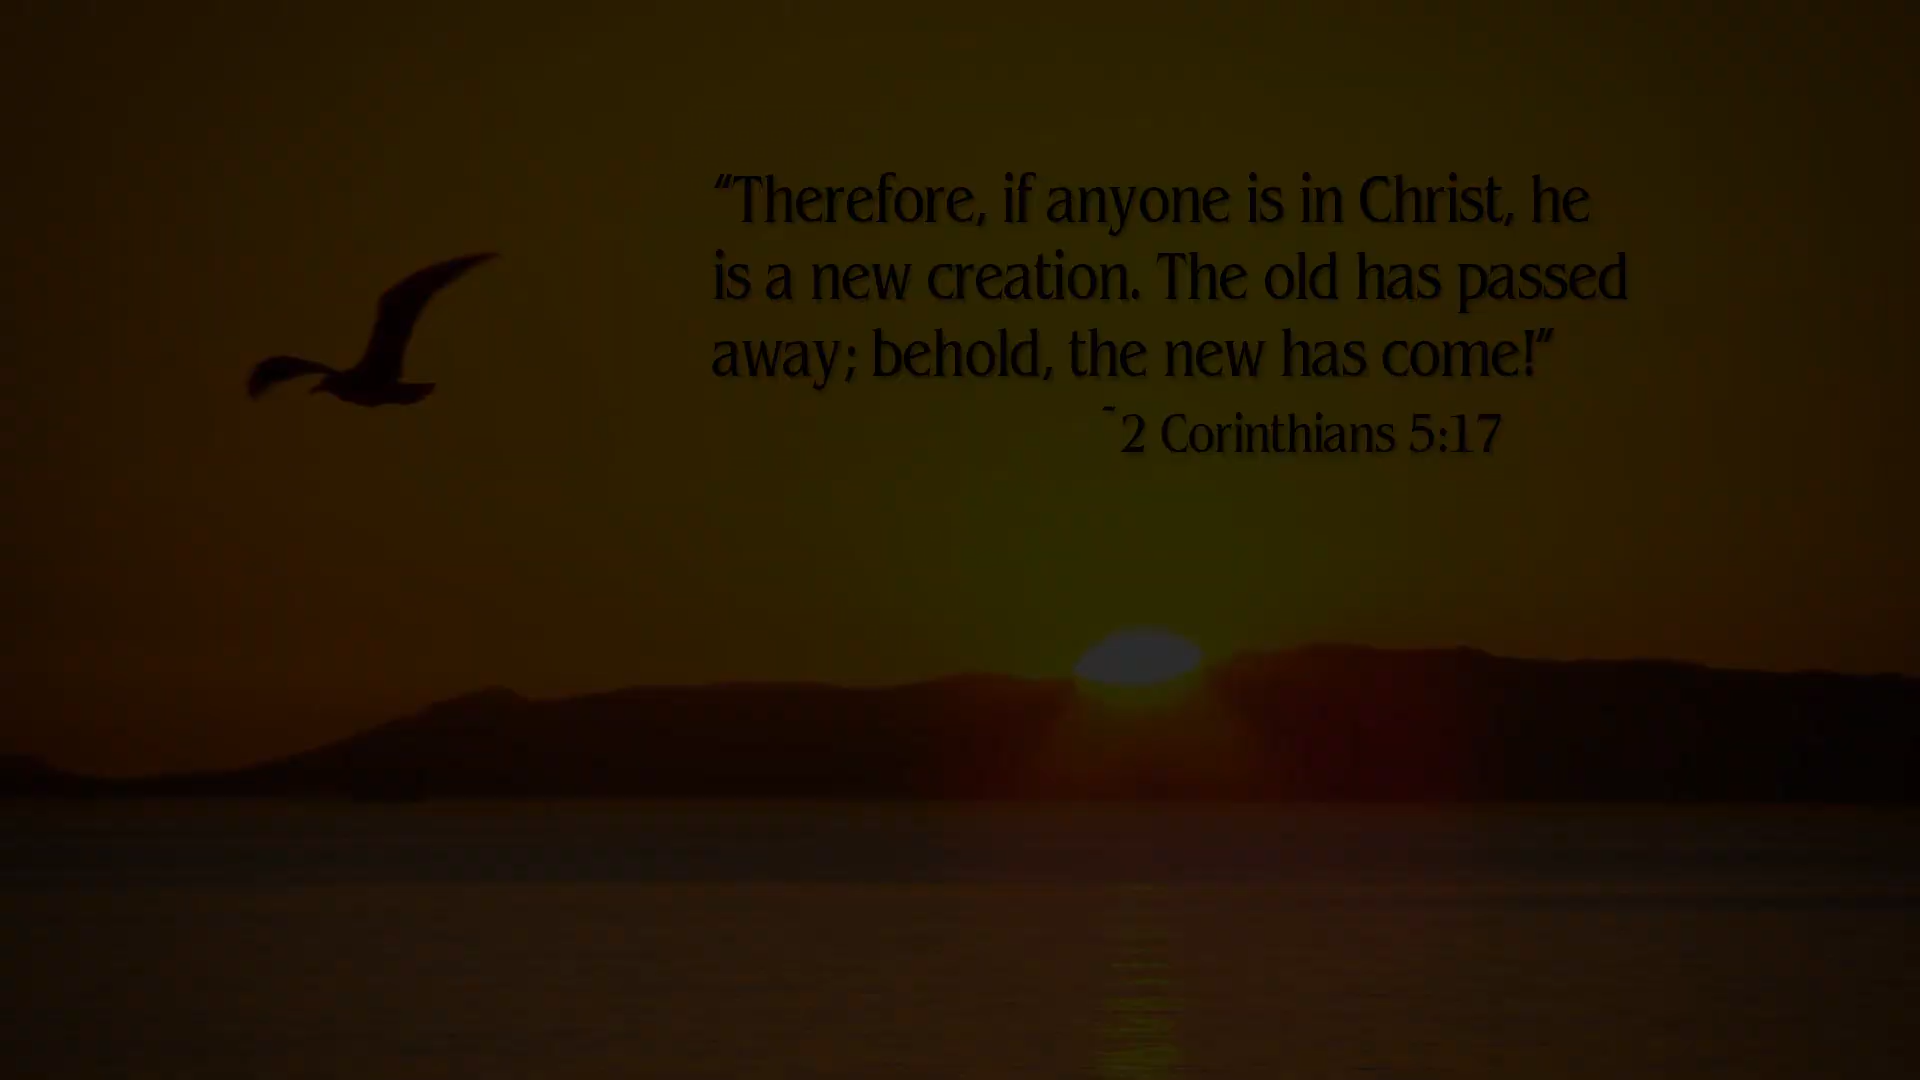 “Therefore, if anyone is in Christ, he
is a new creation. The old has passed
away; behold, the new has come!”
~2 Corinthians 5:17